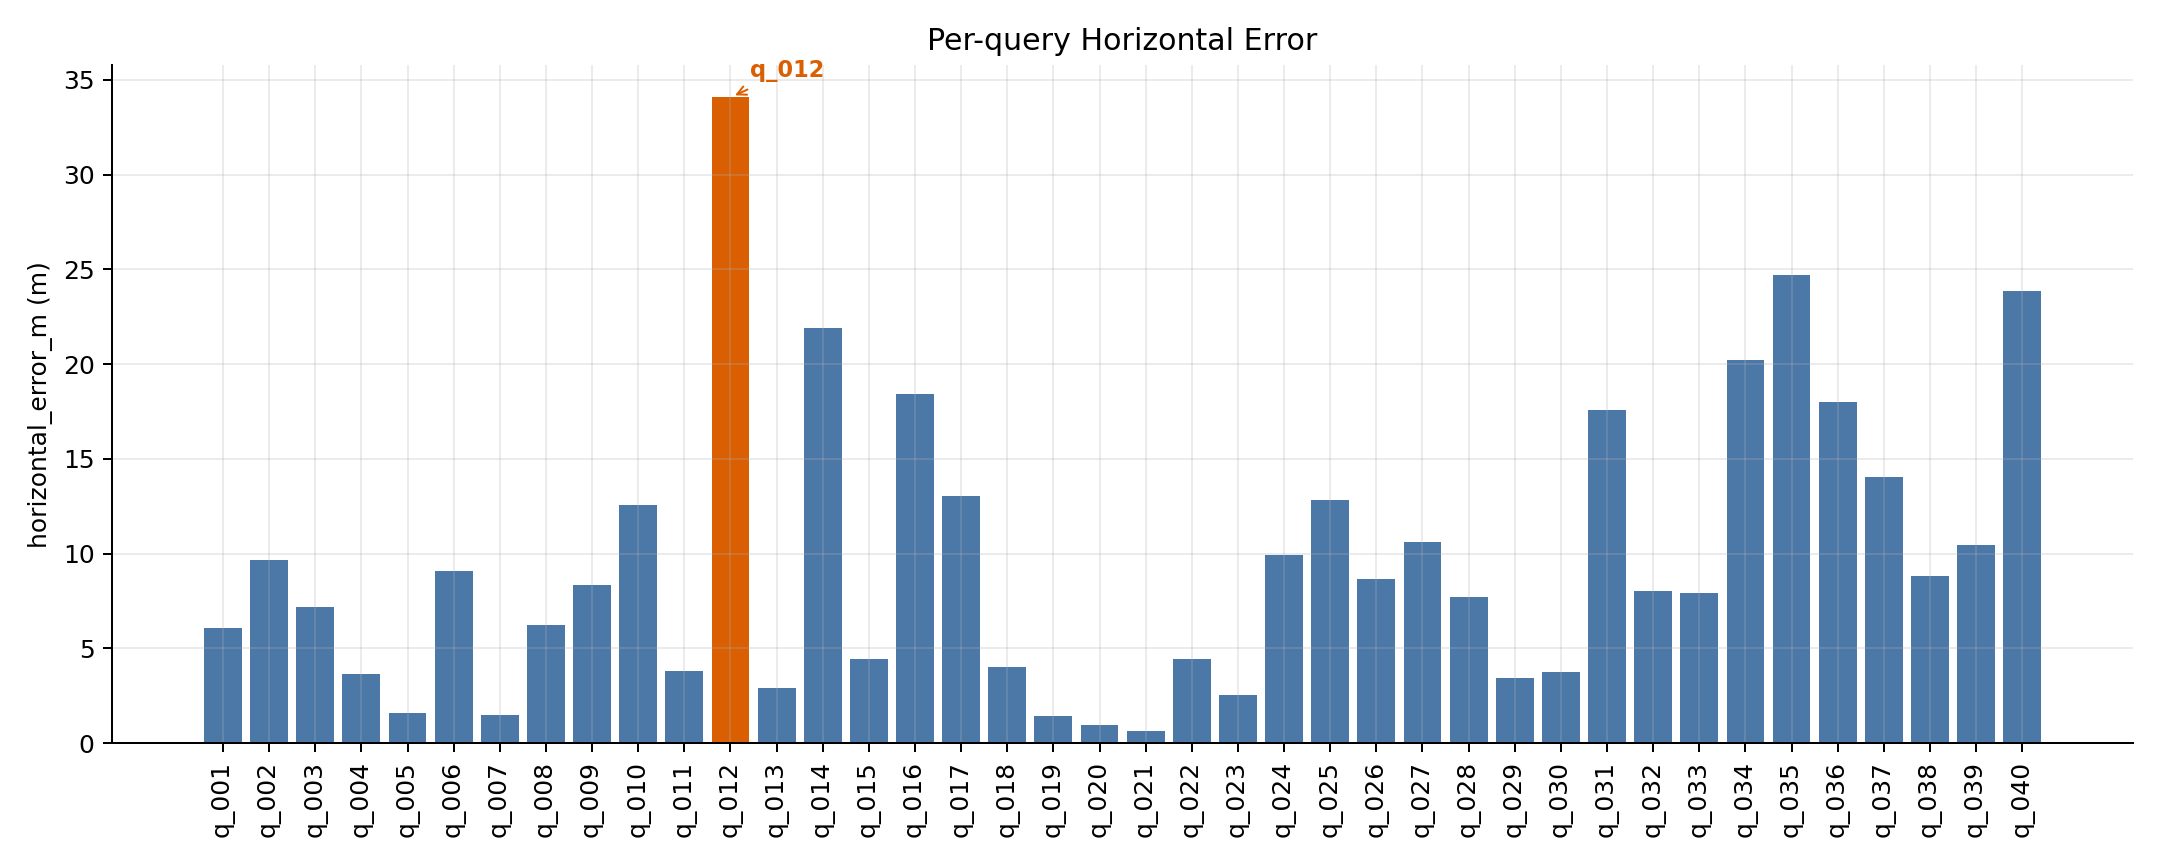 Per-query Horizontal Error
q_012
horizontal_error_m (m)
35
30
25
20
15
10
5
0
q_001
q_002
q_003
q_004
q_005
q_006
q_007
q_008
q_009
q_010
q_011
q_012
q_013
q_014
q_015
q_016
q_017
q_018
q_019
q_020
q_021
q_022
q_023
q_024
q_025
q_026
q_027
q_028
q_029
q_030
q_031
q_032
q_033
q_034
q_035
q_036
q_037
q_038
q_039
q_040